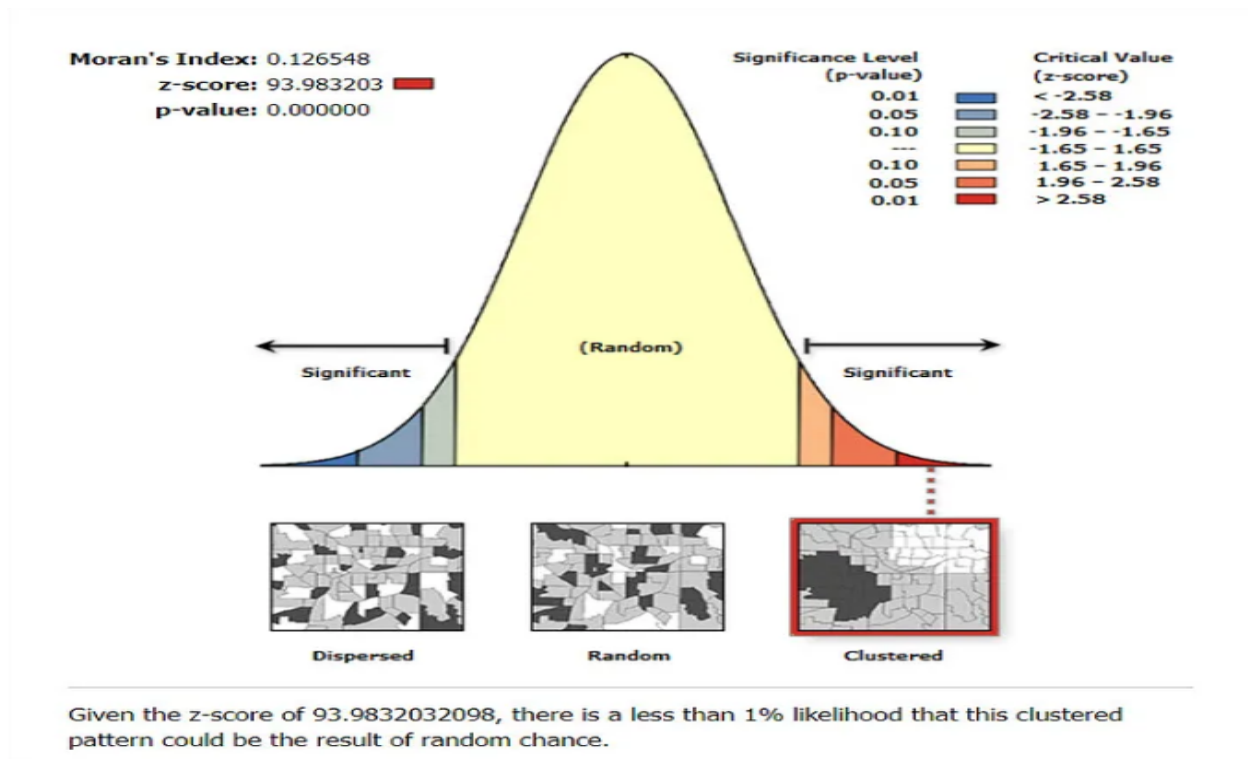 Moran's Index: 0.126548
z-score: 93.983203
p-value: 0.000000
Significance Level
(p-value)
Critical Value
(z-score)
0.01 < -2.58
0.05 -2.58 – -1.96
0.10 -1.96 – -1.65
--- -1.65 – 1.65
0.10 1.65 – 1.96
0.05 1.96 – 2.58
0.01 > 2.58
(Random)
Significant
Significant
Dispersed
Random
Clustered
Given the z-score of 93.9832032098, there is a less than 1% likelihood that this clustered
pattern could be the result of random chance.